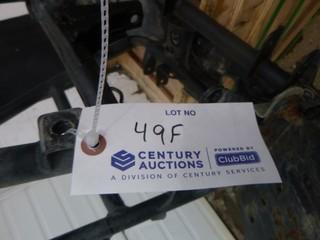 LOT NO
49F
CENTURY
AUCTIONS
POWERED BY
ClubBid
A DIVISION OF CENTURY SERVICES